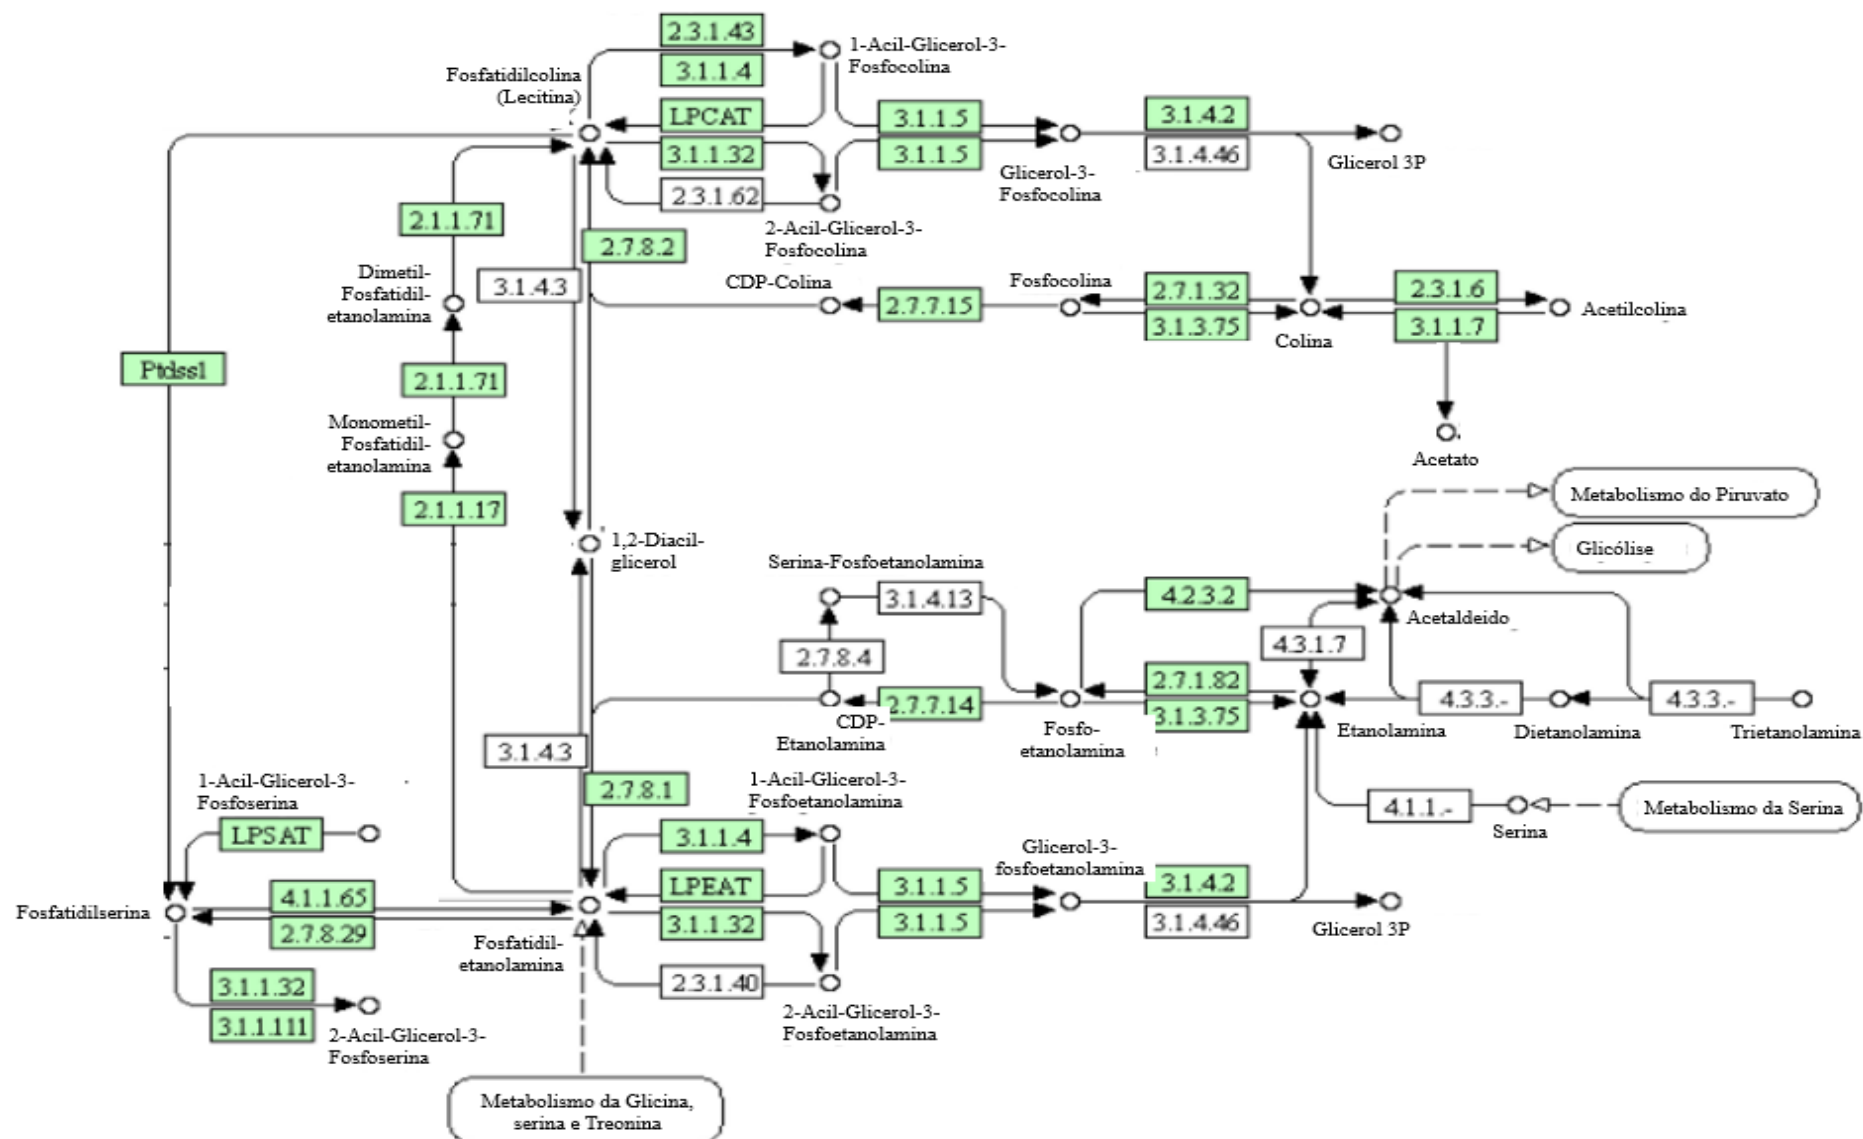 2.3.1.43
1-Acil-Glicerol-3-
Fosfocolina
3.1.1.4
Fosfatidilcolina
(Lecitina)
LPCAT
3.1.1.5
3.1.4.2
3.1.1.32
3.1.1.5
3.1.4.46
Glicerol 3P
Glicerol-3-
Fosfocolina
2.3.1.62
2-Acil-Glicerol-3-
Fosfocolina
2.1.1.71
2.7.8.2
Dimetil-
Fosfatidil-
etanolamina
3.1.4.3
CDP-Colina
Fosfocolina
2.7.7.15
2.7.1.32
3.1.3.75
Colina
2.3.1.6
3.1.1.7
Acetilcolina
Ptdss1
2.1.1.71
Monometil-
Fosfatidil-
etanolamina
Acetato
2.1.1.17
Metabolismo do Piruvato
1,2-Diacil-
glicerol
Glicólise
Serina-Fosfoetanolamina
3.1.4.13
4.2.3.2
Acetaldeido
4.3.1.7
2.7.8.4
2.7.7.14
2.7.1.82
3.1.3.75
4.3.3.-
4.3.3.-
CDP-
Etanolamina
Fosfo-
etanolamina
Etanolamina
Dietanolamina
Trietanolamina
3.1.4.3
2.7.8.1
1-Acil-Glicerol-3-
Fosfoserina
1-Acil-Glicerol-3-
Fosfoetanolamina
4.1.1.-
Serina
Metabolismo da Serina
LPSAT
3.1.1.4
Glicerol-3-
fosfoetanolamina
LPEAT
3.1.1.5
3.1.4.2
Fosfatidilserina
4.1.1.65
2.7.8.29
3.1.1.32
3.1.1.5
3.1.4.46
Glicerol 3P
Fosfatidil-
etanolamina
2.3.1.40
3.1.1.32
3.1.1.111
2-Acil-Glicerol-3-
Fosfoserina
2-Acil-Glicerol-3-
Fosfoetanolamina
Metabolismo da Glicina,
serina e Treonina